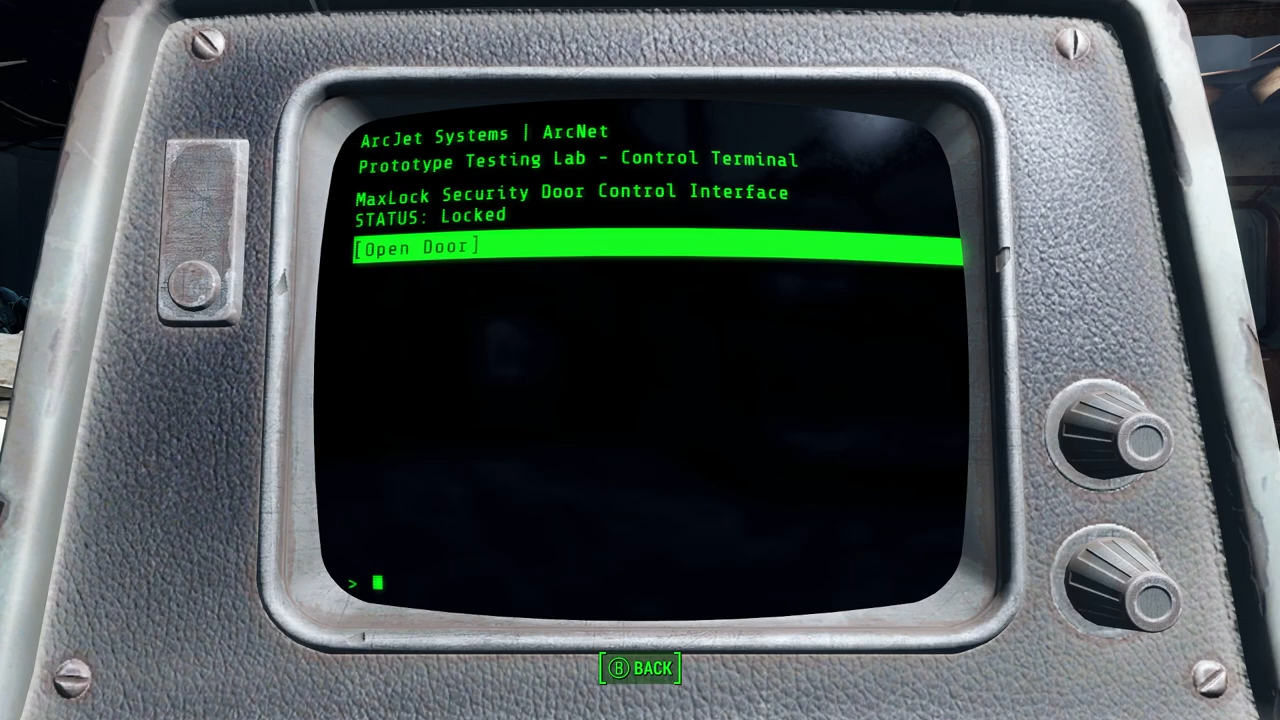 ArcJet Systems | ArcNet
Prototype Testing Lab - Control Terminal
MaxLock Security Door Control Interface
STATUS: Locked
[Open Door]
>
[Ⓑ BACK]